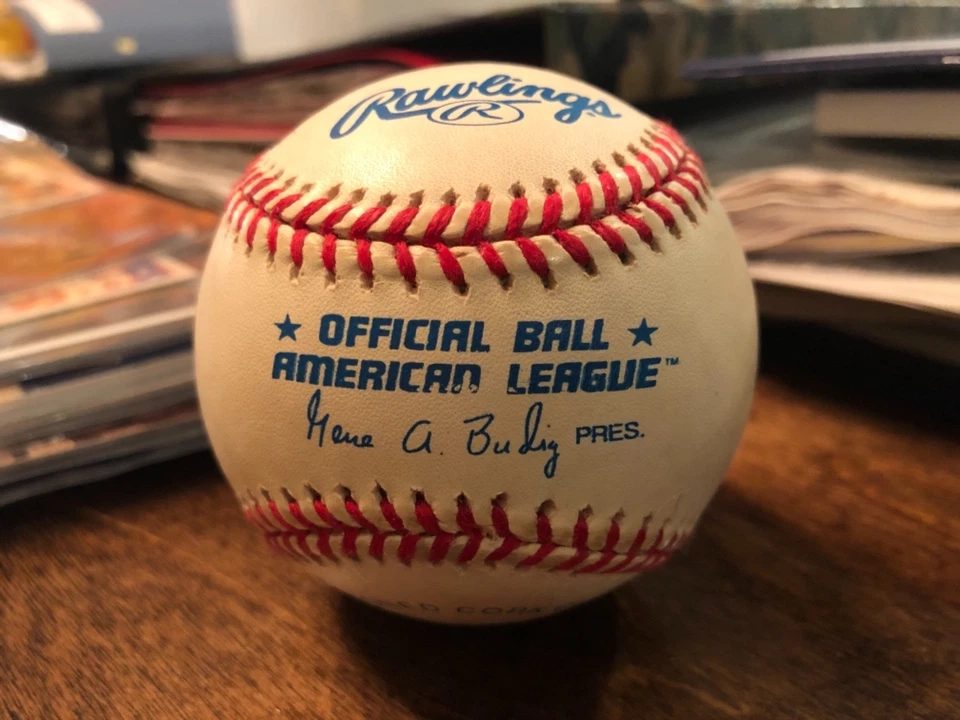 Rawlings
R
★ OFFICIAL BALL ★
AMERICAN LEAGUE™
Gene A. Budig PRES.